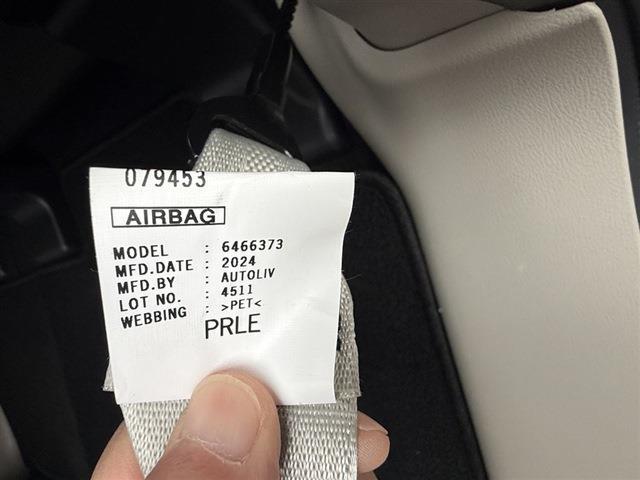 079453
AIRBAG
MODEL : 6466373
MFD.DATE : 2024
MFD.BY : AUTOLIV
LOT NO. : 4511
WEBBING : >PET<
PRLE